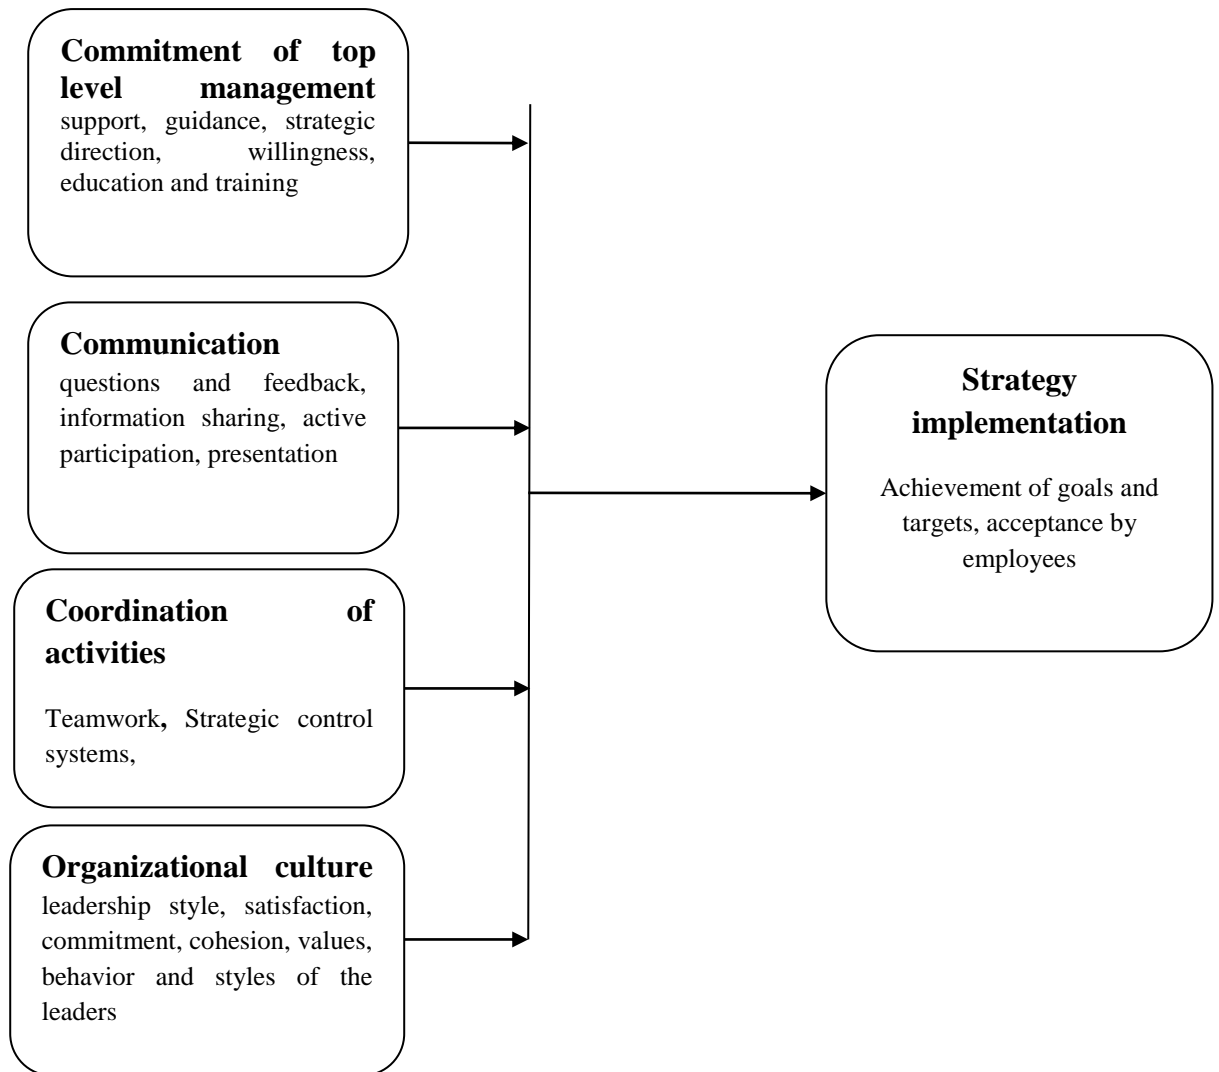 Commitment of top
level management
support, guidance, strategic
direction, willingness,
education and training
Communication
questions and feedback,
information sharing, active
participation, presentation
Coordination of
activities
Teamwork, Strategic control
systems,
Organizational culture
leadership style, satisfaction,
commitment, cohesion, values,
behavior and styles of the
leaders
Strategy
implementation
Achievement of goals and
targets, acceptance by
employees